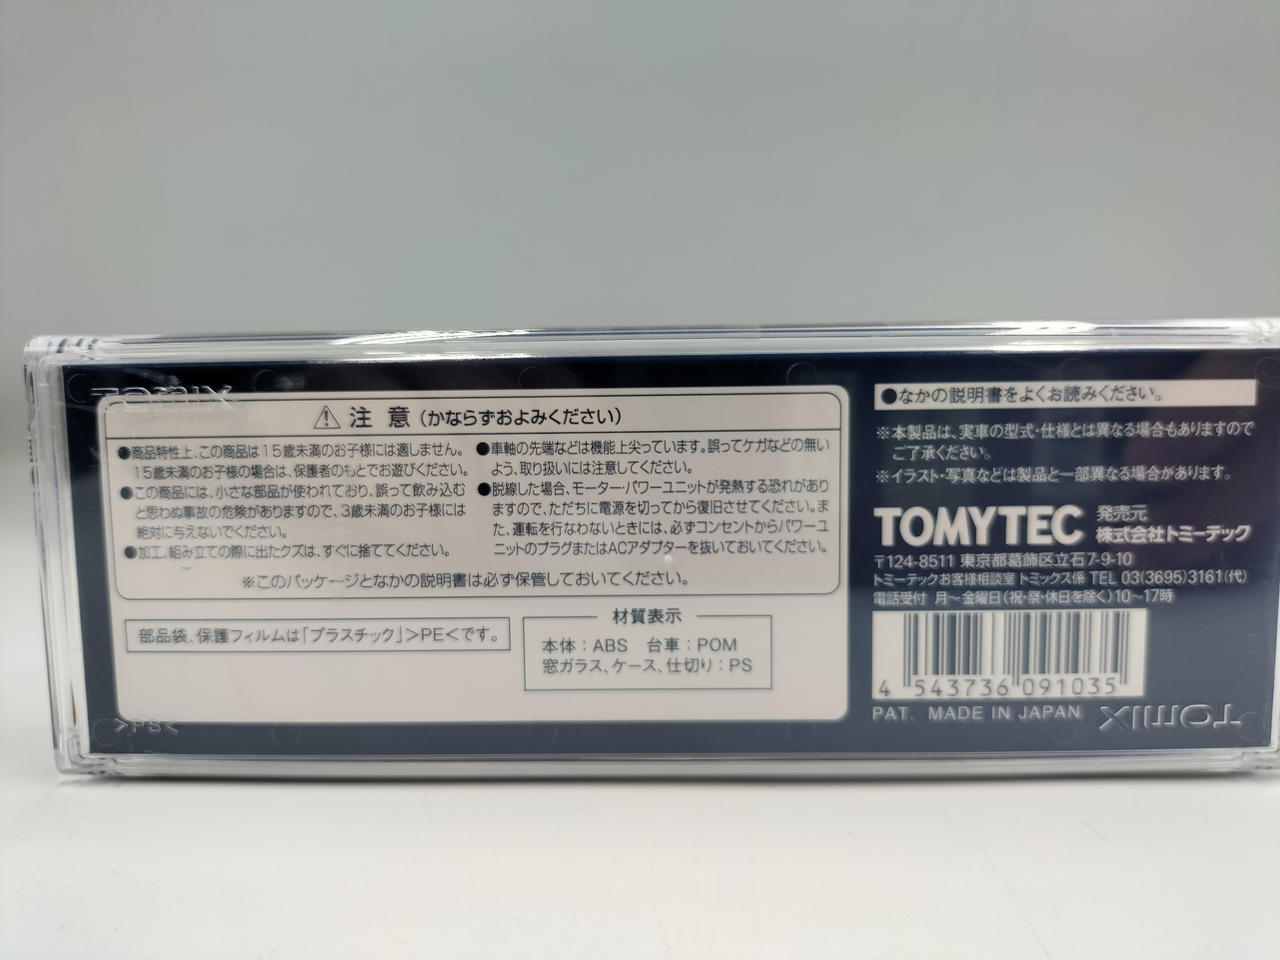 TOMIX
⚠ 注意 (かならずおよみください)
●商品特性上、この商品は15歳未満のお子様には適しません。
15歳未満のお子様の場合は、保護者のもとでお遊びください。
●この商品には、小さな部品が使われており、誤って飲み込む
と思わぬ事故の危険がありますので、3歳未満のお子様には
絶対に与えないでください。
●加工、組み立ての際に出たクズは、すぐに捨ててください。
●車軸の先端などは機能上尖っています。誤ってケガなどの無い
よう、取り扱いには注意してください。
●脱線した場合、モーター・パワーユニットが発熱する恐れがあり
ますので、ただちに電源を切ってから復旧させてください。ま
た、運転を行なわないときには、必ずコンセントからパワーユ
ニットのプラグまたはACアダプターを抜いておいてください。
※このパッケージとなかの説明書は必ず保管しておいてください。
部品袋、保護フィルムは「プラスチック」>PE<です。
材質表示
本体:ABS 台車:POM
窓ガラス、ケース、仕切り:PS
>PS<
●なかの説明書をよくお読みください。
※本製品は、実車の型式・仕様とは異なる場合もありますので
ご了承ください。
※イラスト・写真などは製品と一部異なる場合があります。
TOMYTEC 発売元
株式会社トミーテック
〒124-8511 東京都葛飾区立石7-9-10
トミーテックお客様相談室 トミックス係 TEL 03(3695)3161(代)
電話受付 月〜金曜日(祝・祭・休日を除く)10〜17時
4 543736 091035
PAT. MADE IN JAPAN
TOMIX